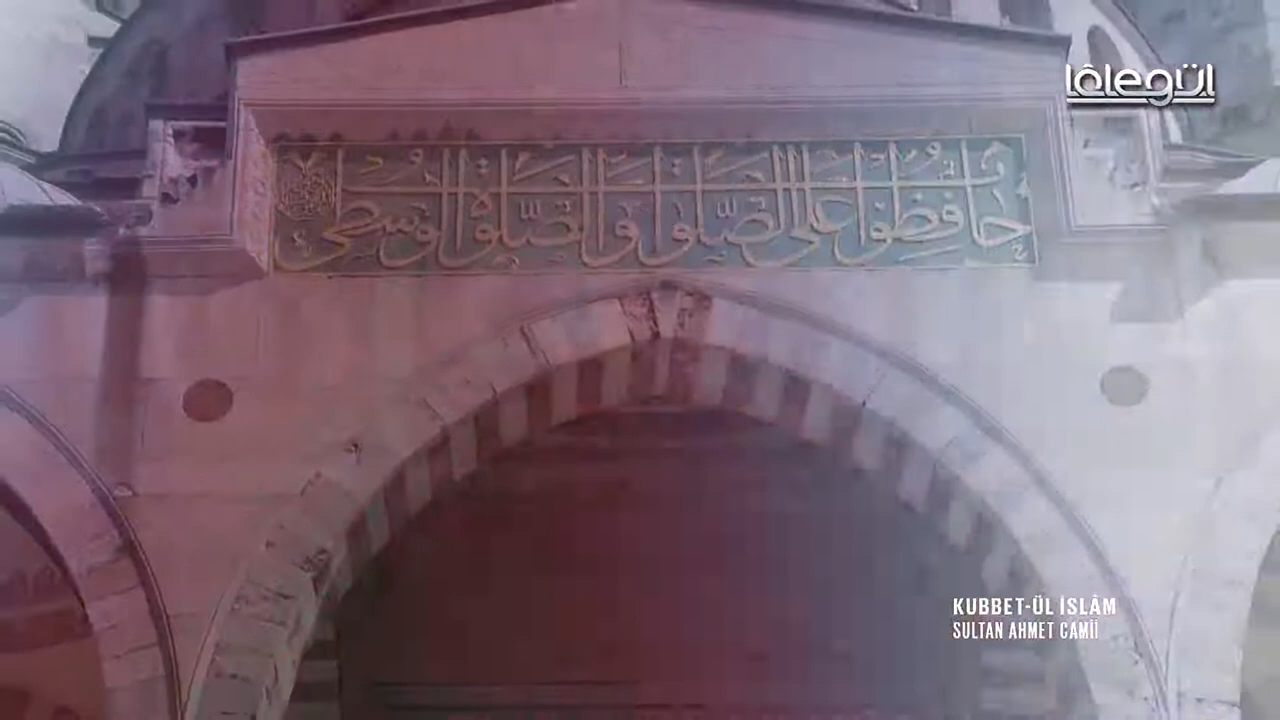 lâlegül
حافظوا على الصلوات والصلوة الوسطى
KUBBET-ÜL İSLÂM
SULTAN AHMET CAMİİ